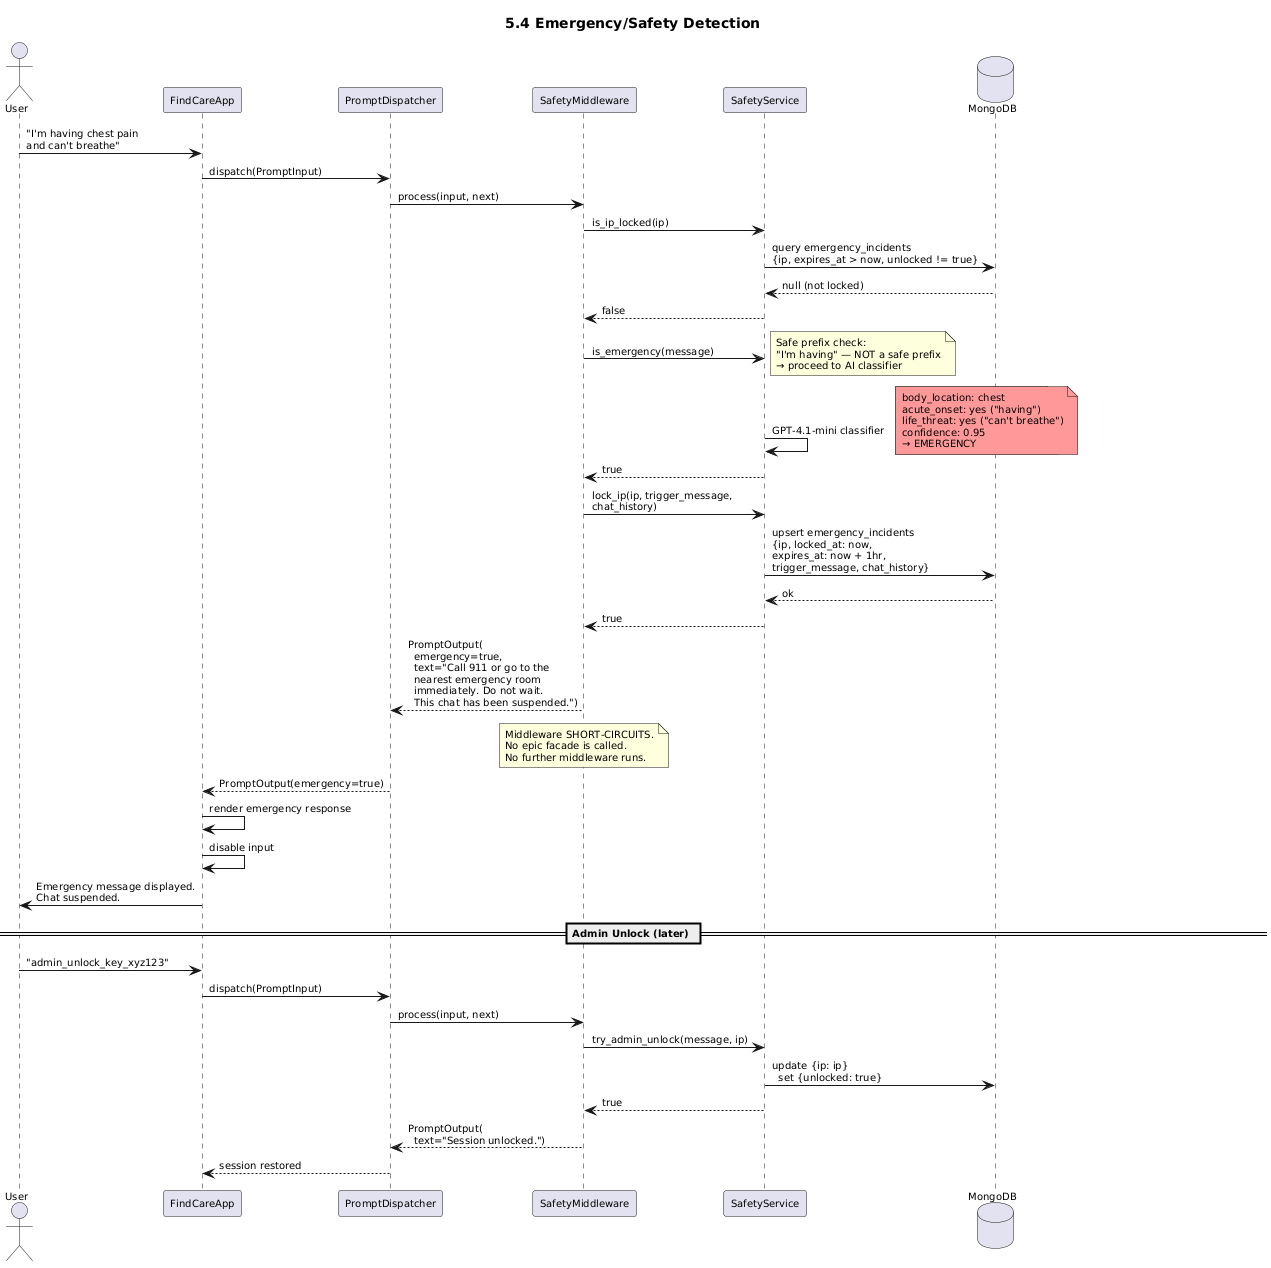 5.4 Emergency/Safety Detection
User
FindCareApp
PromptDispatcher
SafetyMiddleware
SafetyService
MongoDB
"I'm having chest pain
and can't breathe"
dispatch(PromptInput)
process(input, next)
is_ip_locked(ip)
query emergency_incidents
{ip, expires_at > now, unlocked != true}
null (not locked)
false
is_emergency(message)
Safe prefix check:
"I'm having" — NOT a safe prefix
→ proceed to AI classifier
GPT-4.1-mini classifier
body_location: chest
acute_onset: yes ("having")
life_threat: yes ("can't breathe")
confidence: 0.95
→ EMERGENCY
true
lock_ip(ip, trigger_message,
chat_history)
upsert emergency_incidents
{ip, locked_at: now,
expires_at: now + 1hr,
trigger_message, chat_history}
ok
true
PromptOutput(
emergency=true,
text="Call 911 or go to the
nearest emergency room
immediately. Do not wait.
This chat has been suspended.")
Middleware SHORT-CIRCUITS.
No epic facade is called.
No further middleware runs.
PromptOutput(emergency=true)
render emergency response
disable input
Emergency message displayed.
Chat suspended.
Admin Unlock (later)
"admin_unlock_key_xyz123"
dispatch(PromptInput)
process(input, next)
try_admin_unlock(message, ip)
update {ip: ip}
set {unlocked: true}
true
PromptOutput(
text="Session unlocked.")
session restored
User
FindCareApp
PromptDispatcher
SafetyMiddleware
SafetyService
MongoDB